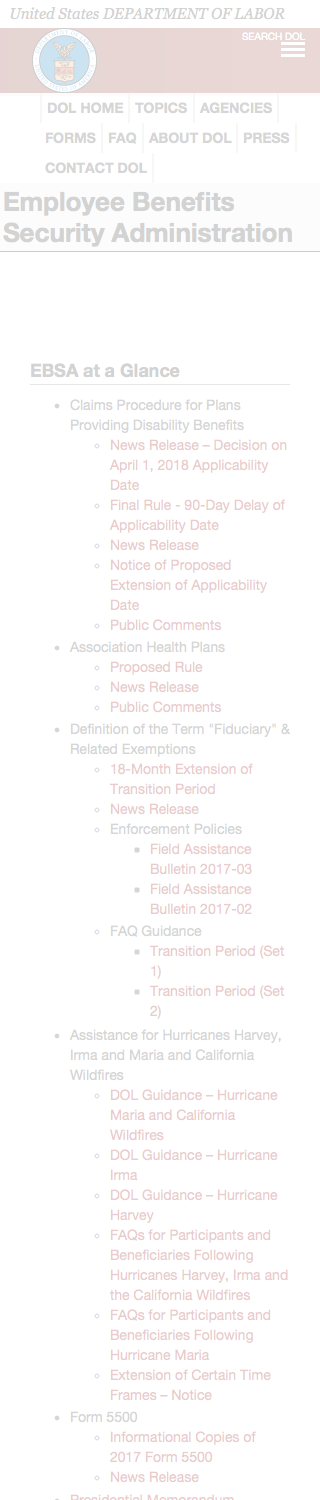 United States DEPARTMENT OF LABOR
SEARCH DOL
DOL HOME TOPICS AGENCIES
FORMS FAQ ABOUT DOL PRESS
CONTACT DOL
Employee Benefits
Security Administration
EBSA at a Glance
Claims Procedure for Plans
Providing Disability Benefits
News Release – Decision on
April 1, 2018 Applicability
Date
Final Rule - 90-Day Delay of
Applicability Date
News Release
Notice of Proposed
Extension of Applicability
Date
Public Comments
Association Health Plans
Proposed Rule
News Release
Public Comments
Definition of the Term "Fiduciary" &
Related Exemptions
18-Month Extension of
Transition Period
News Release
Enforcement Policies
Field Assistance
Bulletin 2017-03
Field Assistance
Bulletin 2017-02
FAQ Guidance
Transition Period (Set
1)
Transition Period (Set
2)
Assistance for Hurricanes Harvey,
Irma and Maria and California
Wildfires
DOL Guidance – Hurricane
Maria and California
Wildfires
DOL Guidance – Hurricane
Irma
DOL Guidance – Hurricane
Harvey
FAQs for Participants and
Beneficiaries Following
Hurricanes Harvey, Irma and
the California Wildfires
FAQs for Participants and
Beneficiaries Following
Hurricane Maria
Extension of Certain Time
Frames – Notice
Form 5500
Informational Copies of
2017 Form 5500
News Release
Presidential Memorandum